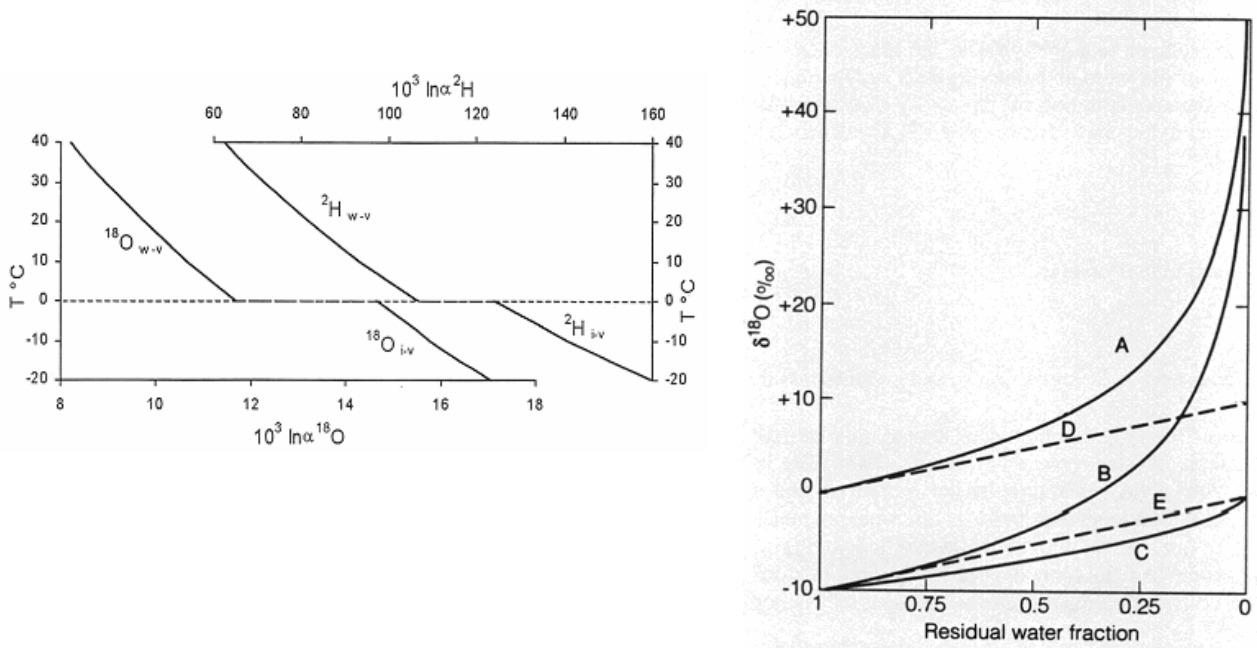 10³ lnα²H
60 80 100 120 140 160
40 40
30 30
20 20
10 10
0 0
-10 -10
-20 -20
T °C
T °C
¹⁸O w-v
²H w-v
¹⁸O i-v
²H i-v
8 10 12 14 16 18
10³ lnα¹⁸O
+50
+40
+30
+20
+10
0
-10
δ¹⁸O (‰)
A
D
B
E
C
1 0.75 0.5 0.25 0
Residual water fraction